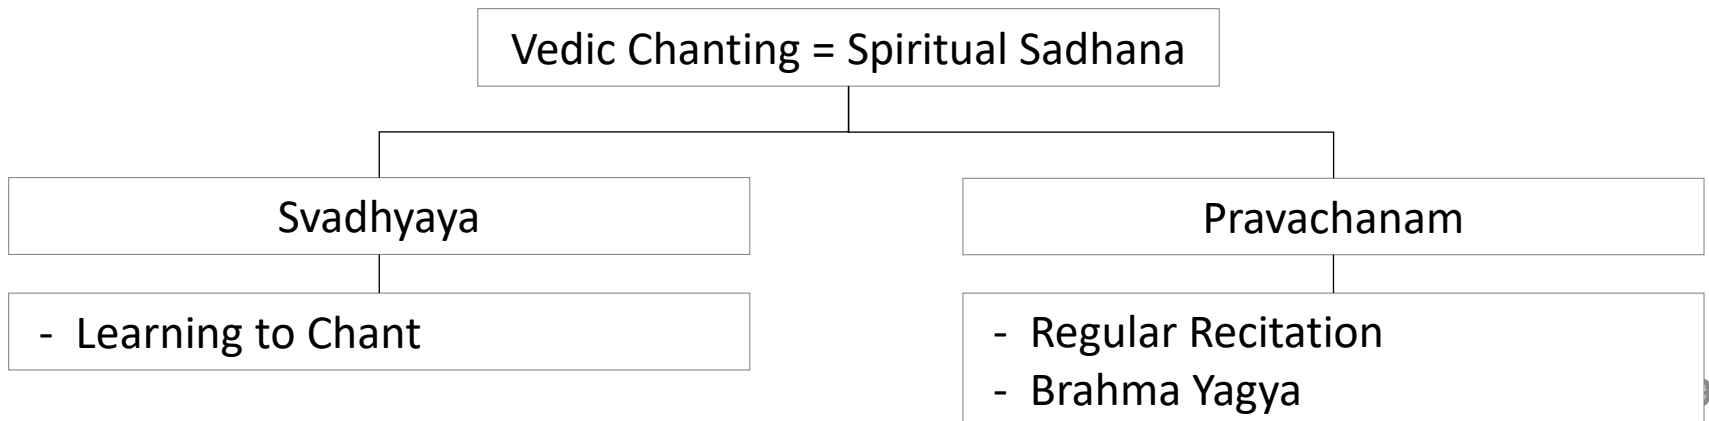 Vedic Chanting = Spiritual Sadhana
Svadhyaya
Pravachanam
- Learning to Chant
- Regular Recitation
- Brahma Yagya